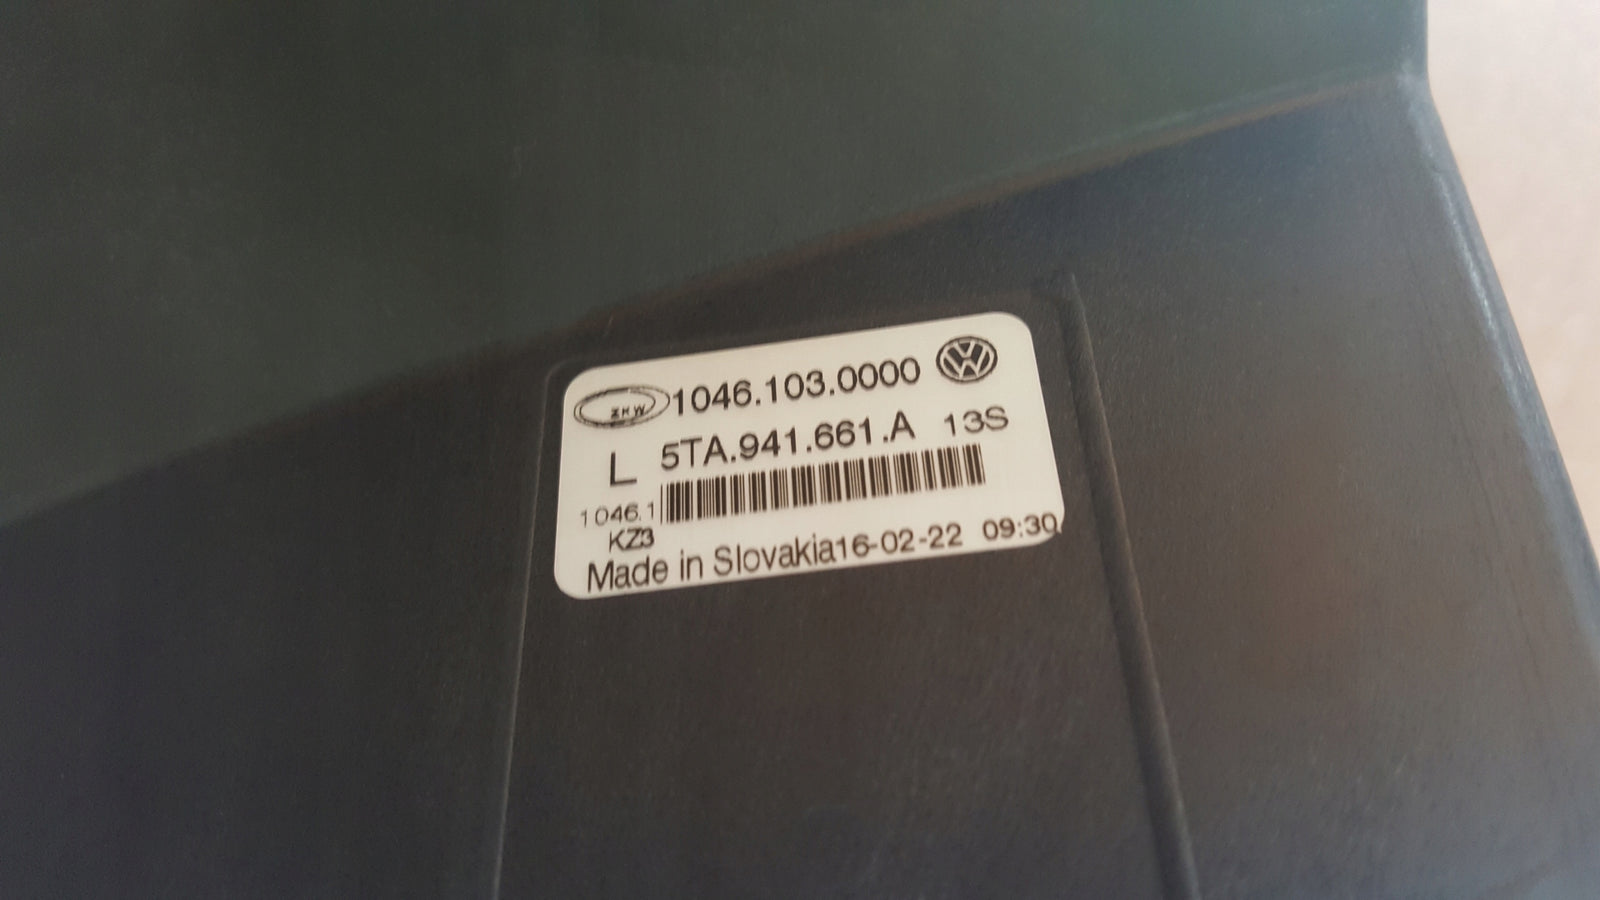 ZKW 1046.103.0000
L 5TA.941.661.A 13S
1046.1
KZ3
Made in Slovakia16-02-22 09:30